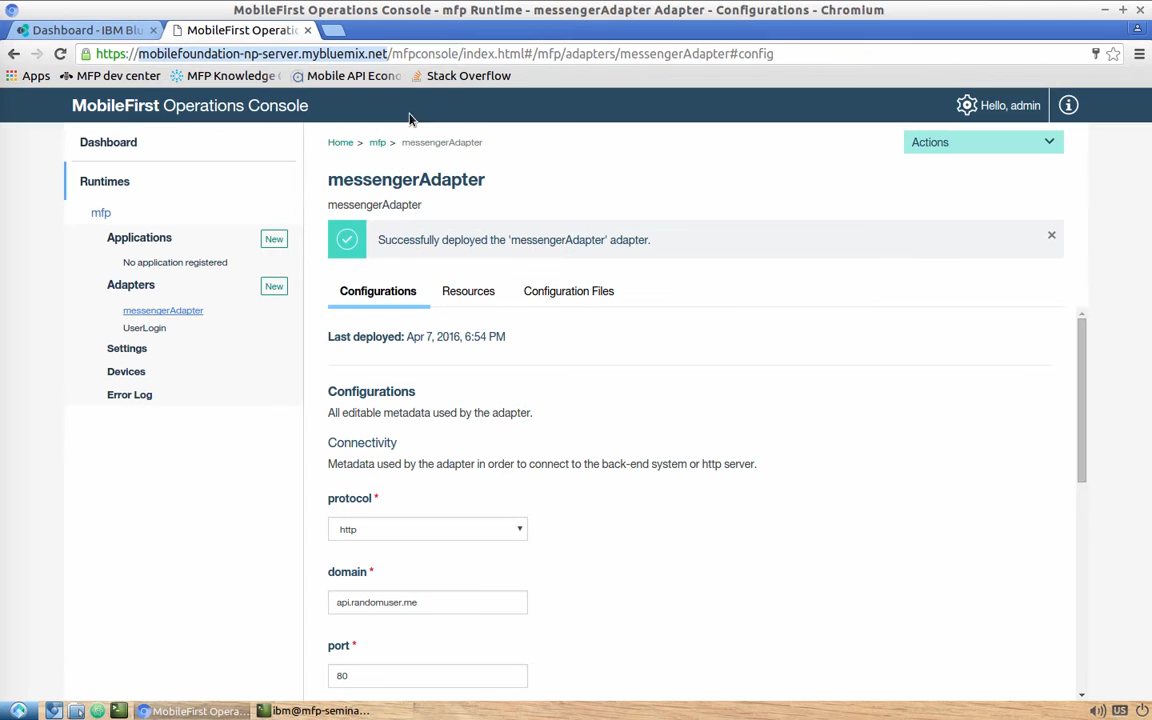 MobileFirst Operations Console - mfp Runtime - messengerAdapter Adapter - Configurations - Chromium
Dashboard - IBM Blu
MobileFirst Operatio
https://mobilefoundation-np-server.mybluemix.net/mfpconsole/index.html#/mfp/adapters/messengerAdapter#config
Apps MFP dev center MFP Knowledge Mobile API Econo Stack Overflow
MobileFirst Operations Console
Hello, admin
Dashboard
Runtimes
mfp
Applications New
No application registered
Adapters New
messengerAdapter
UserLogin
Settings
Devices
Error Log
Home > mfp > messengerAdapter
Actions
messengerAdapter
messengerAdapter
Successfully deployed the 'messengerAdapter' adapter.
Configurations Resources Configuration Files
Last deployed: Apr 7, 2016, 6:54 PM
Configurations
All editable metadata used by the adapter.
Connectivity
Metadata used by the adapter in order to connect to the back-end system or http server.
protocol *
http
domain *
api.randomuser.me
port *
80
MobileFirst Opera... ibm@mfp-semina... US